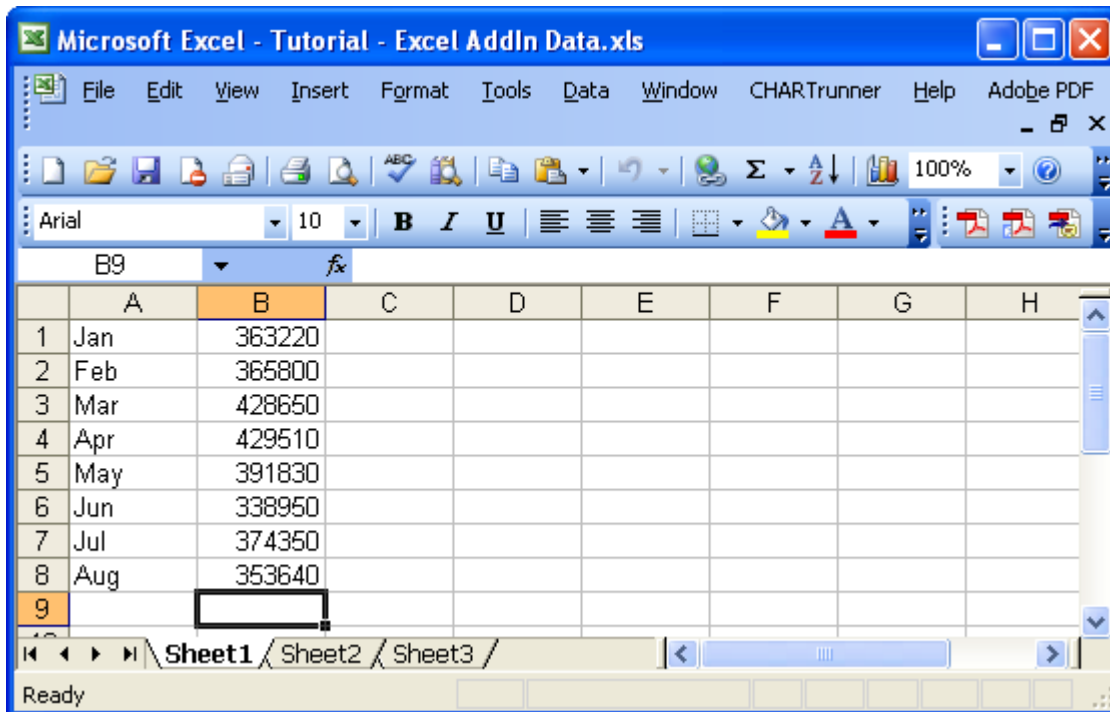 Microsoft Excel - Tutorial - Excel AddIn Data.xls
File Edit View Insert Format Tools Data Window CHARTrunner Help Adobe PDF
ABC Σ A Z 100%
Arial 10 B I U A
B9 fx
A B C D E F G H
1 Jan 363220
2 Feb 365800
3 Mar 428650
4 Apr 429510
5 May 391830
6 Jun 338950
7 Jul 374350
8 Aug 353640
9
Sheet1 Sheet2 Sheet3
Ready